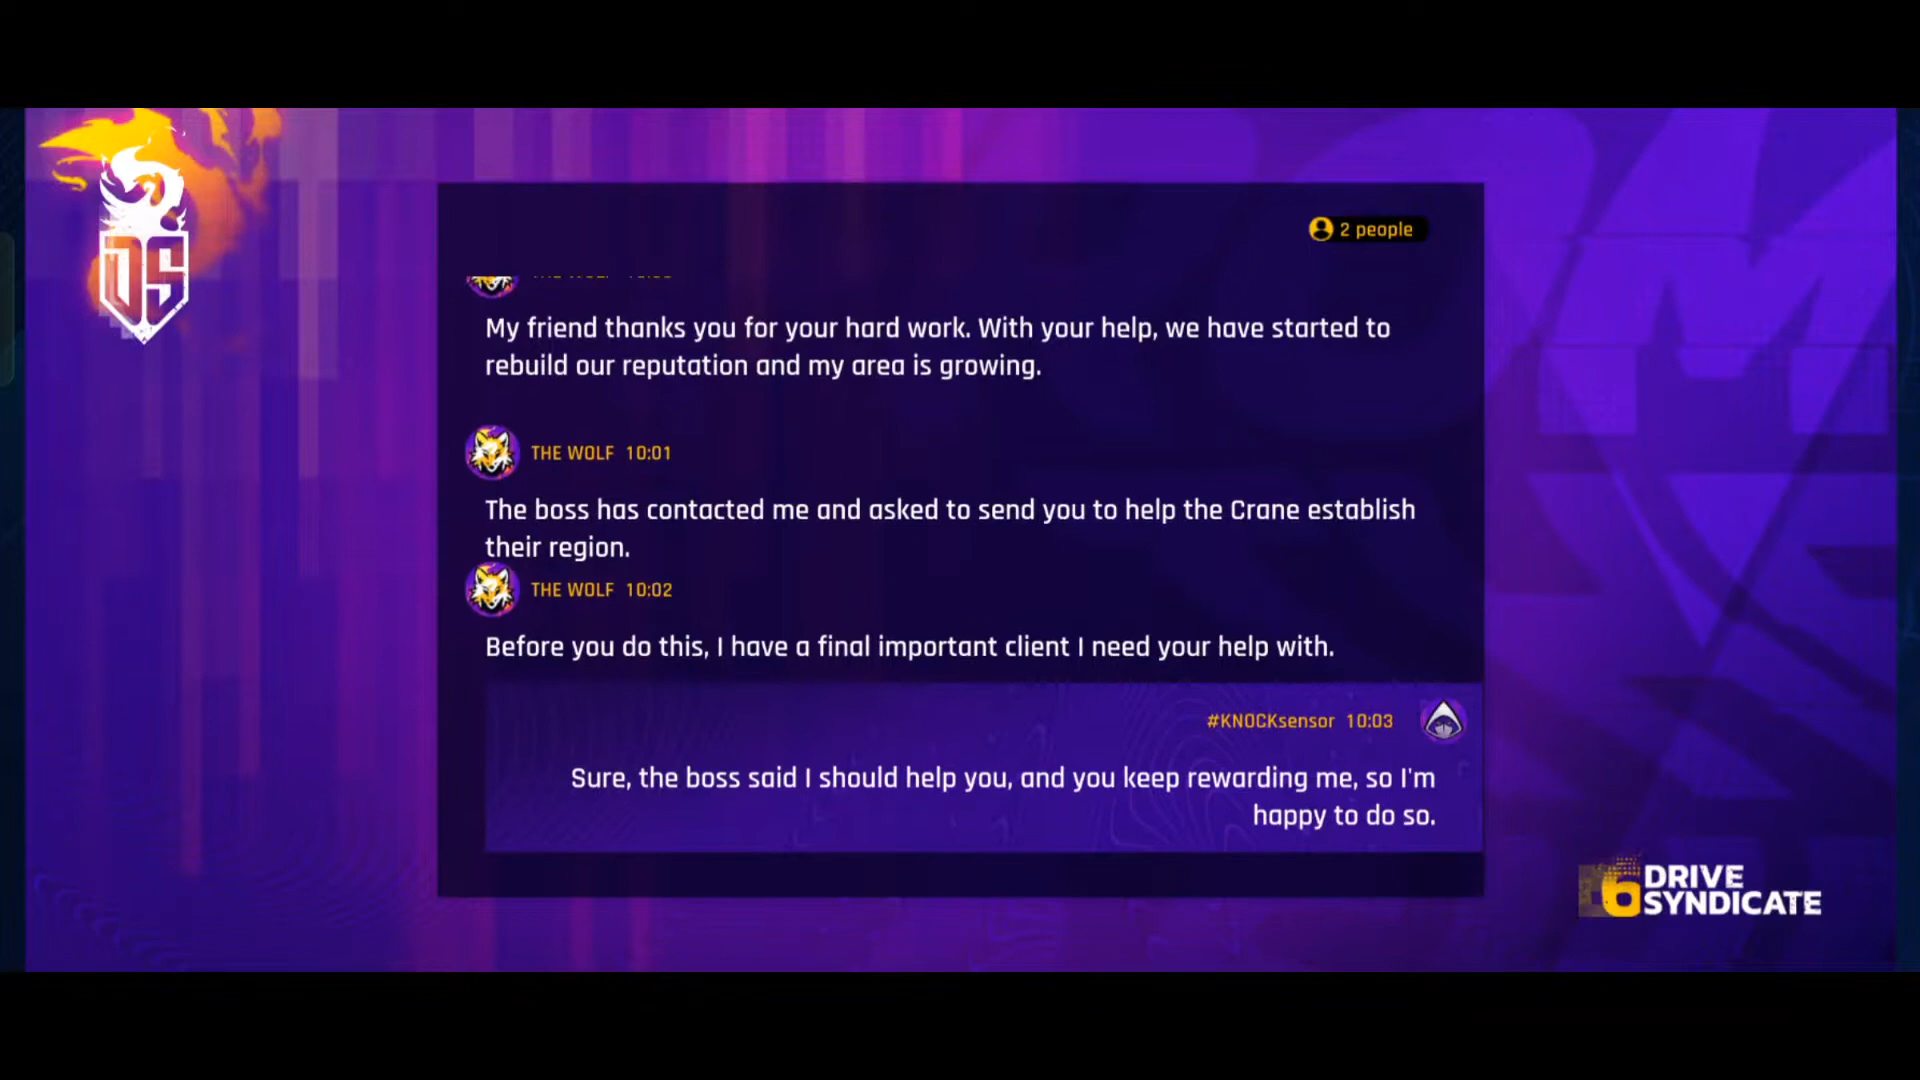 DS
2 people
My friend thanks you for your hard work. With your help, we have started to
rebuild our reputation and my area is growing.
THE WOLF 10:01
The boss has contacted me and asked to send you to help the Crane establish
their region.
THE WOLF 10:02
Before you do this, I have a final important client I need your help with.
#KNOCKsensor 10:03
Sure, the boss said I should help you, and you keep rewarding me, so I'm
happy to do so.
6 DRIVE
SYNDICATE